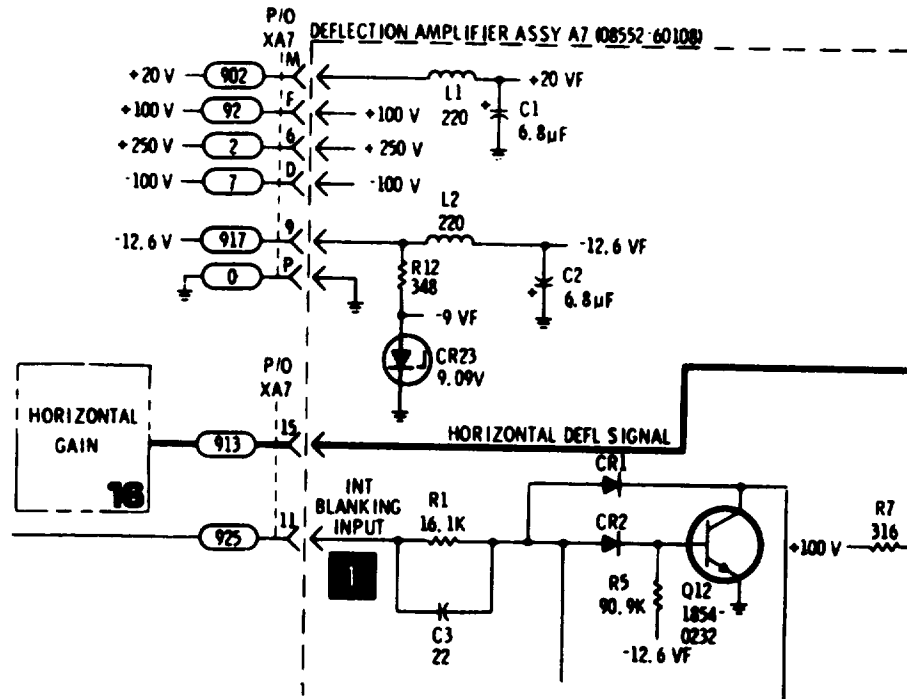 P/O
XA7
DEFLECTION AMPLIFIER ASSY A7 (08552-60108)
+20 V 902 M L1 220 +20 VF
C1 6.8µF
+100 V 92 F +100 V
+250 V 2 6 +250 V
-100 V 7 D -100 V
L2
220
-12.6 V 917 9 -12.6 VF
0 P
R12
348
C2
6.8µF
-9 VF
CR23
9.09V
P/O
XA7
HORIZONTAL
GAIN
16
913 15
HORIZONTAL DEFL SIGNAL
CR1
INT
BLANKING
INPUT
R1
16.1K
CR2
R7
316
925 11
+100 V
1
R5
90.9K
Q12
1854-
0232
C3
22
-12.6 VF